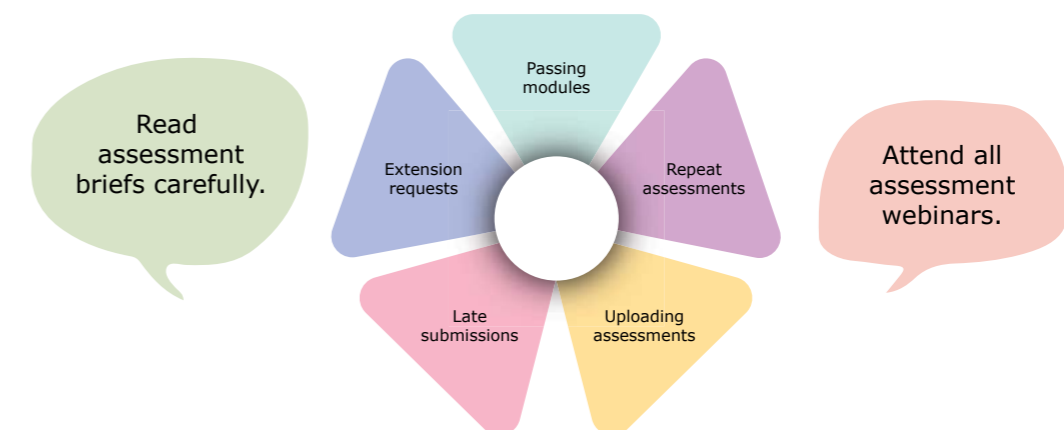 Read
assessment
briefs carefully.
Passing
modules
Extension
requests
Repeat
assessments
Late
submissions
Uploading
assessments
Attend all
assessment
webinars.